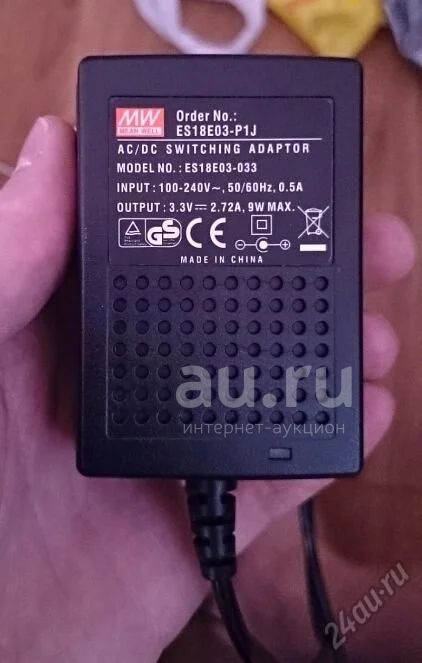 MW
MEAN WELL
Order No.:
ES18E03-P1J
AC/DC SWITCHING ADAPTOR
MODEL NO.: ES18E03-033
INPUT: 100-240V~, 50/60Hz, 0.5A
OUTPUT: 3.3V⎓ 2.72A, 9W MAX.
GS CE
MADE IN CHINA
au.ru
интернет-аукцион
24au.ru